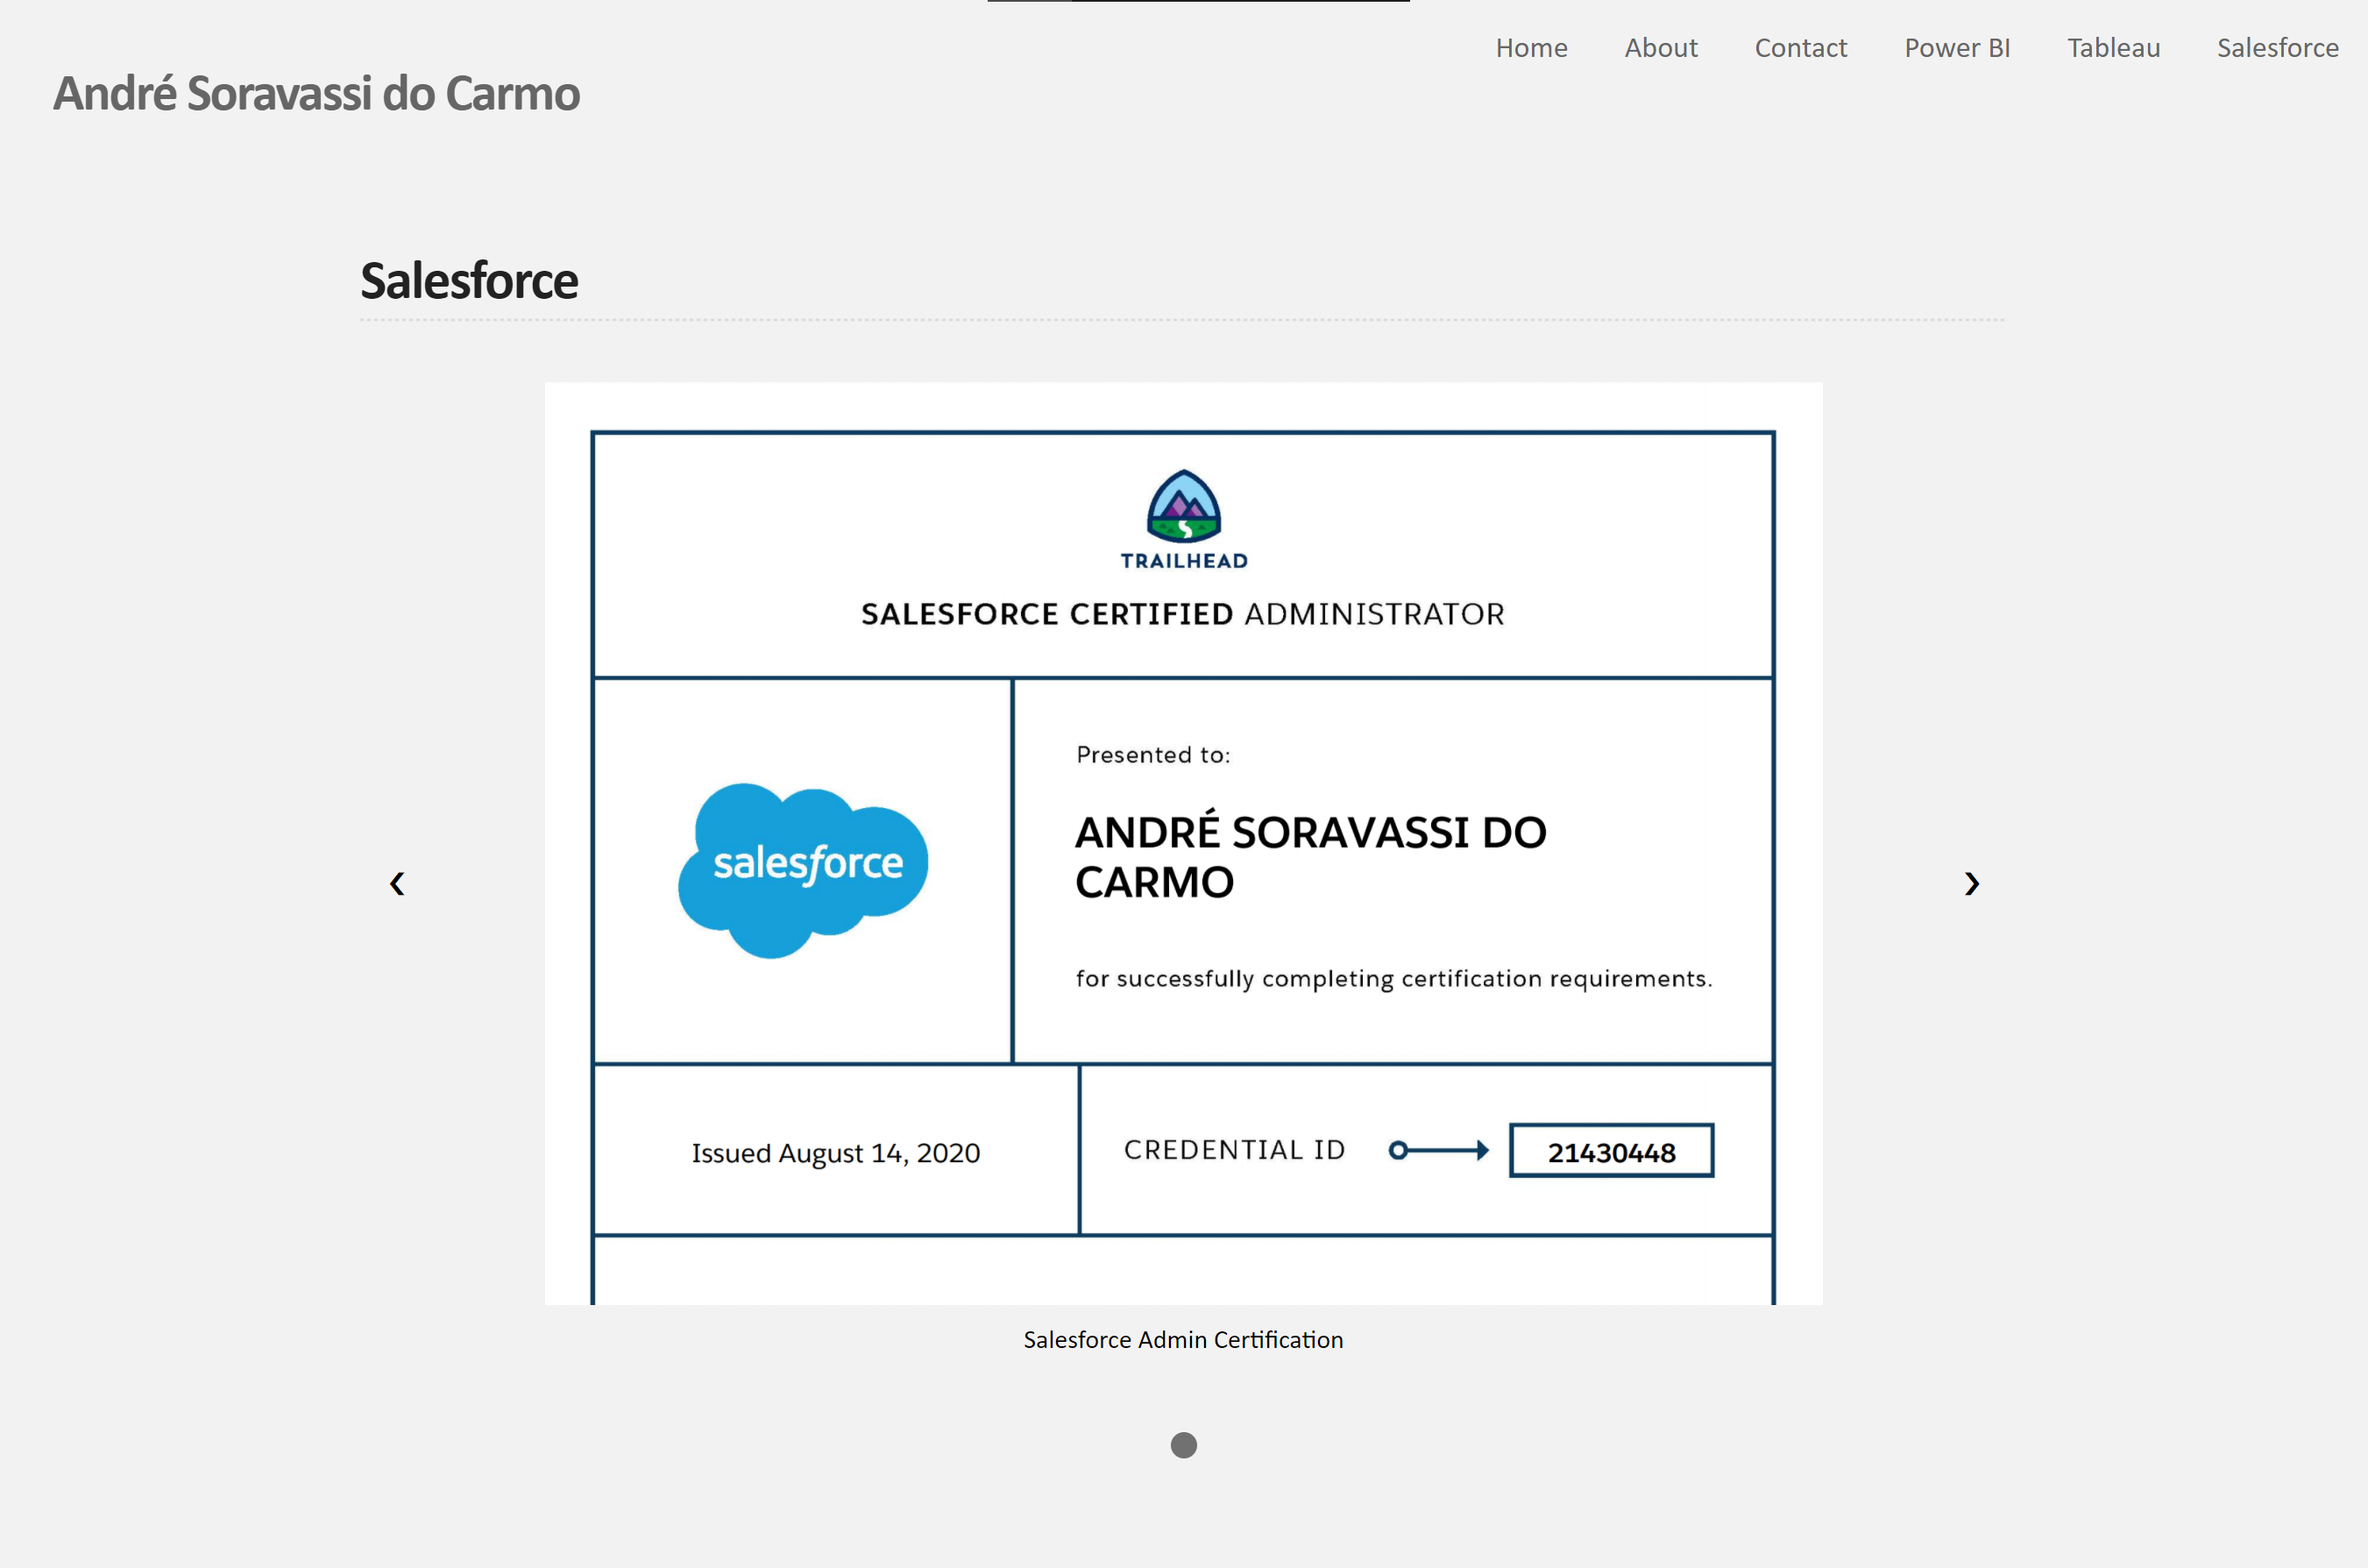 Home About Contact Power BI Tableau Salesforce
André Soravassi do Carmo
Salesforce
TRAILHEAD
SALESFORCE CERTIFIED ADMINISTRATOR
salesforce
Presented to:
ANDRÉ SORAVASSI DO
CARMO
for successfully completing certification requirements.
Issued August 14, 2020
CREDENTIAL ID
21430448
Salesforce Admin Certification